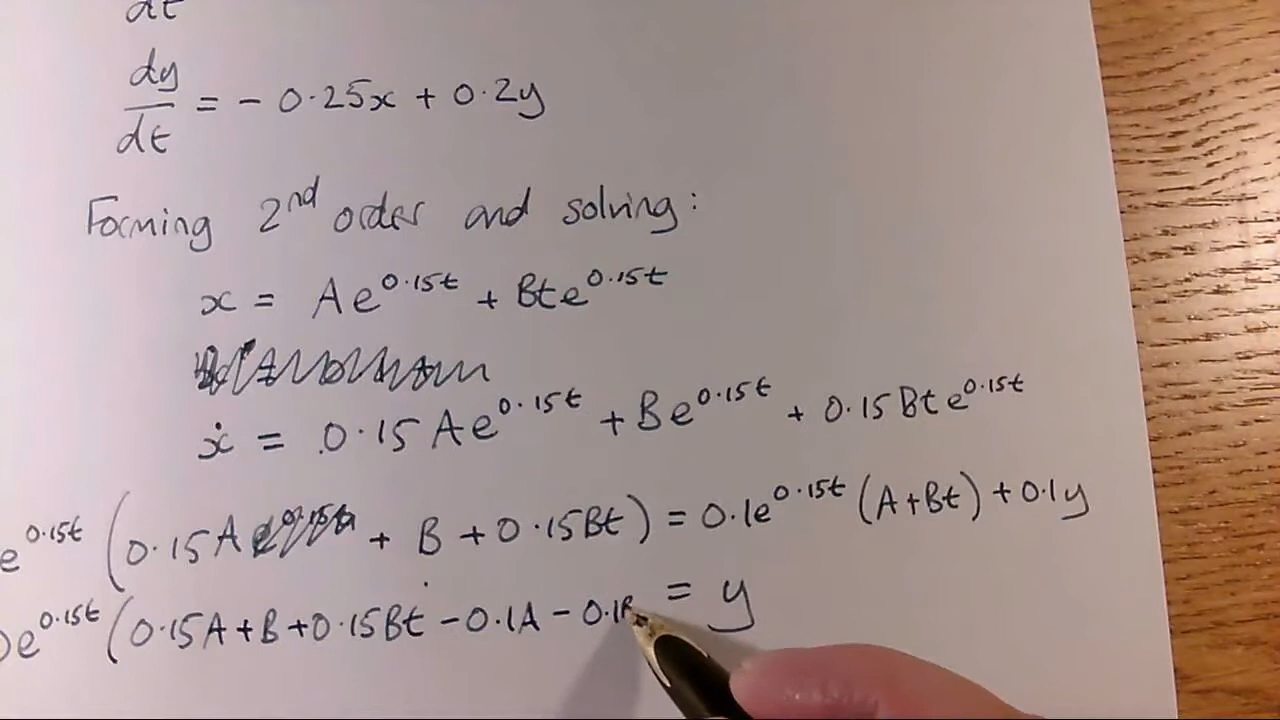 dt
dy
— = - 0.25x + 0.2y
dt
Forming 2nd order and solving:
x = Ae^0.15t + Bte^0.15t
ẋ = 0.15Ae^0.15t + Be^0.15t + 0.15Bte^0.15t
e^0.15t (0.15A + B + 0.15Bt) = 0.1e^0.15t (A+Bt) + 0.1y
0e^0.15t (0.15A + B + 0.15Bt - 0.1A - 0.1B = y